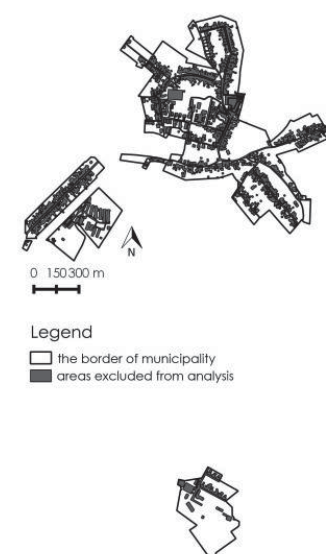 N
0 150300 m
Legend
the border of municipality
areas excluded from analysis